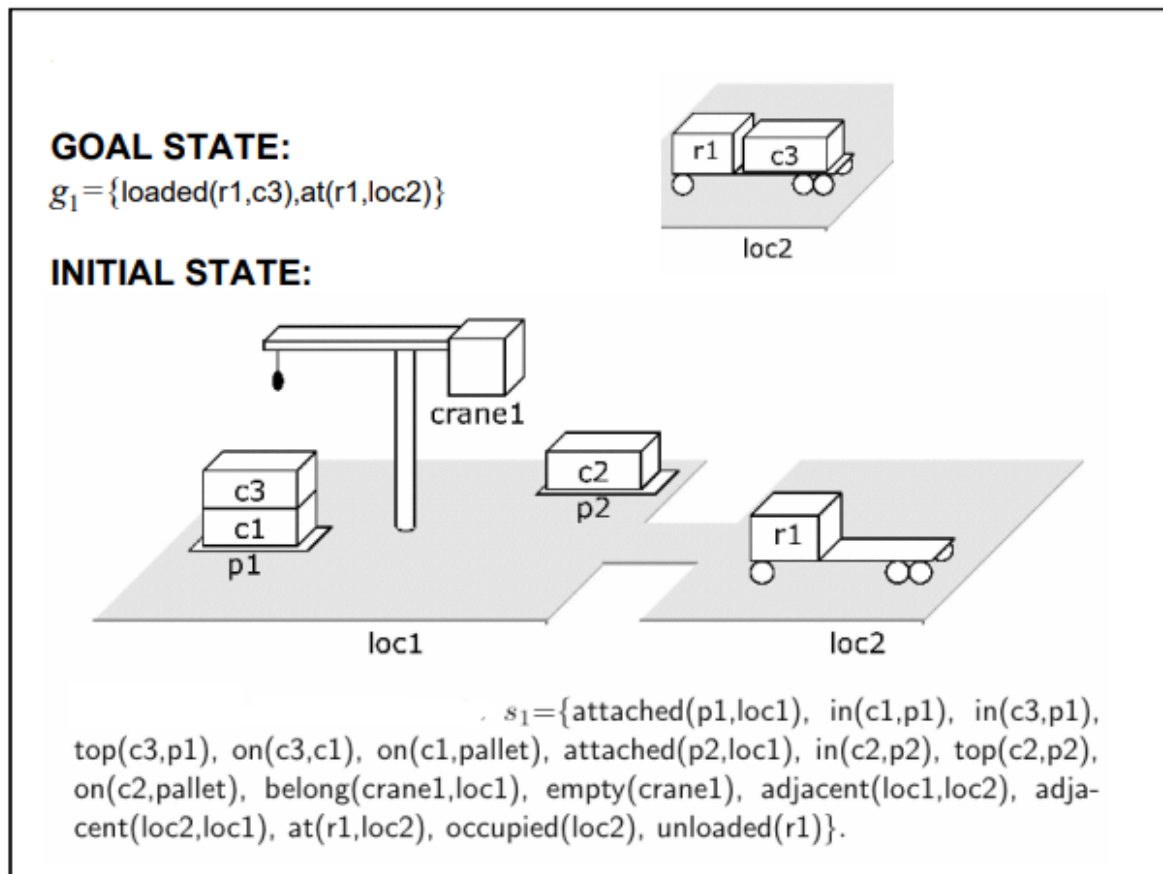 GOAL STATE:
g1={loaded(r1,c3),at(r1,loc2)}
r1
c3
loc2
INITIAL STATE:
crane1
c3
c1
p1
c2
p2
r1
loc1
loc2
s1={attached(p1,loc1), in(c1,p1), in(c3,p1),
top(c3,p1), on(c3,c1), on(c1,pallet), attached(p2,loc1), in(c2,p2), top(c2,p2),
on(c2,pallet), belong(crane1,loc1), empty(crane1), adjacent(loc1,loc2), adja-
cent(loc2,loc1), at(r1,loc2), occupied(loc2), unloaded(r1)}.